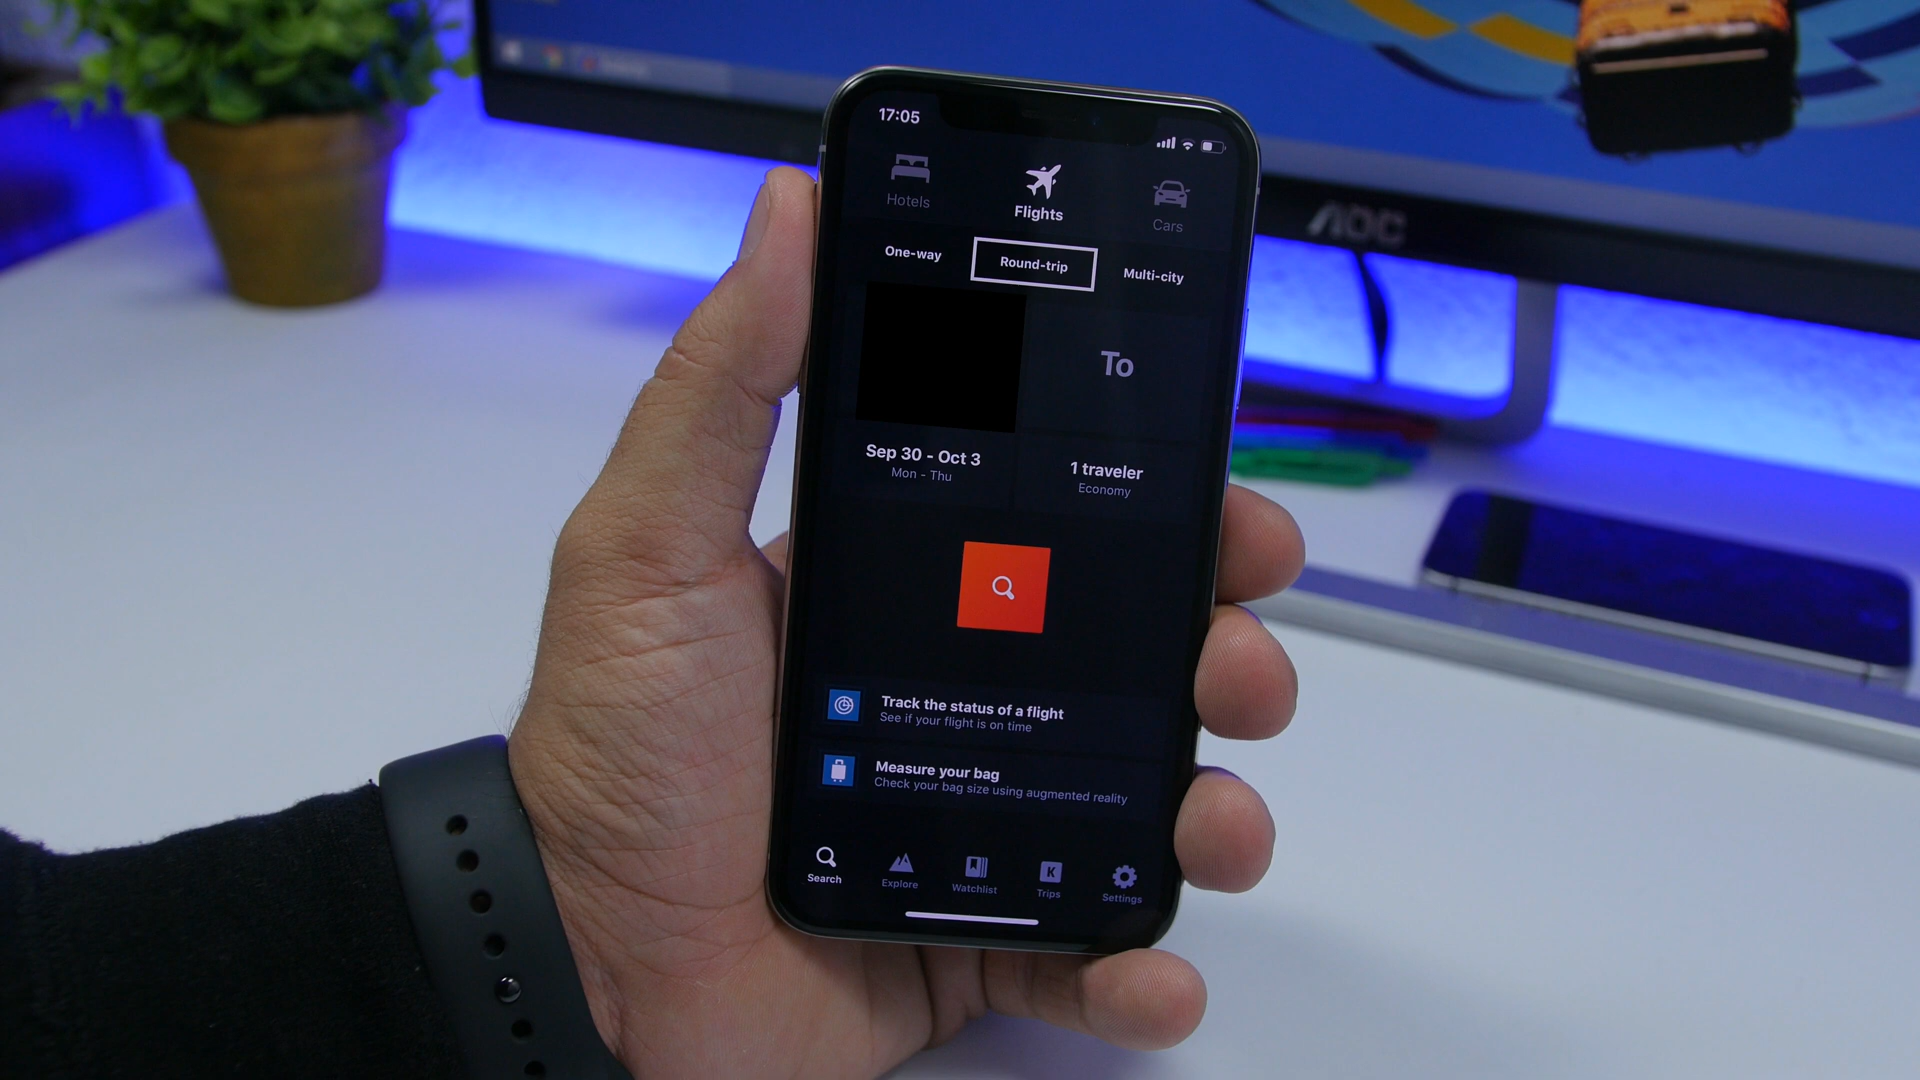 17:05
Hotels
Flights
Cars
One-way
Round-trip
Multi-city
To
Sep 30 - Oct 3
Mon - Thu
1 traveler
Economy
Track the status of a flight
See if your flight is on time
Measure your bag
Check your bag size using augmented reality
Search
Explore
Watchlist
K
Trips
Settings
AOC